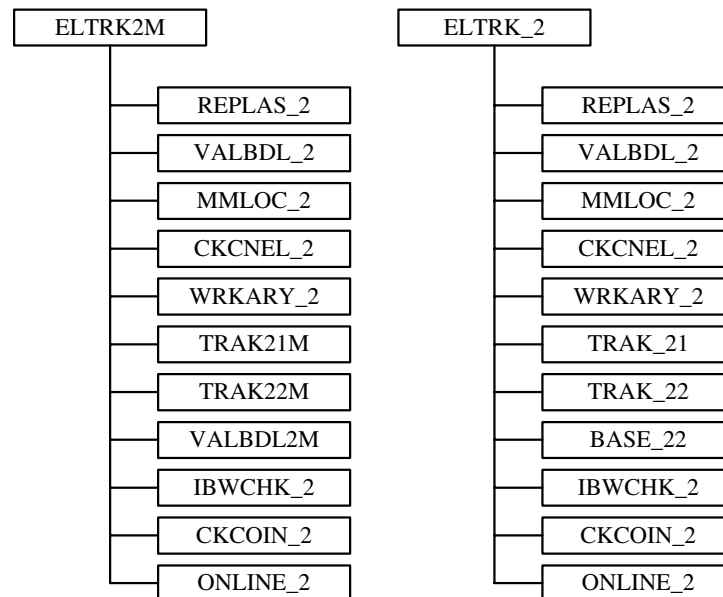 ELTRK2M
REPLAS_2
VALBDL_2
MMLOC_2
CKCNEL_2
WRKARY_2
TRAK21M
TRAK22M
VALBDL2M
IBWCHK_2
CKCOIN_2
ONLINE_2
ELTRK_2
REPLAS_2
VALBDL_2
MMLOC_2
CKCNEL_2
WRKARY_2
TRAK_21
TRAK_22
BASE_22
IBWCHK_2
CKCOIN_2
ONLINE_2